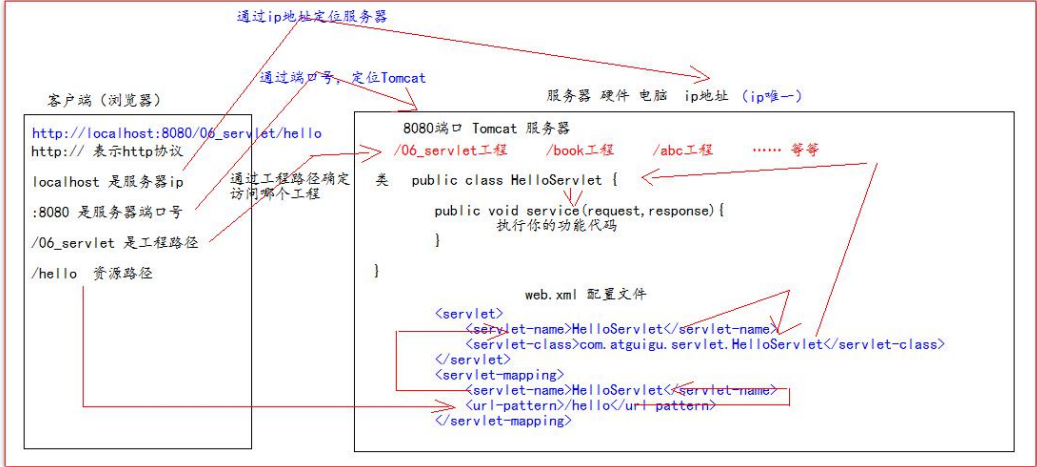 通过ip地址定位服务器
通过端口号，定位Tomcat
客户端（浏览器）
服务器 硬件 电脑 ip地址 （ip唯一）
http://localhost:8080/06_servlet/hello
http:// 表示http协议
localhost 是服务器ip
:8080 是服务器端口号
/06_servlet 是工程路径
/hello 资源路径
通过工程路径确定
访问哪个工程
8080端口 Tomcat 服务器
/06_servlet工程 /book工程 /abc工程 …… 等等
类 public class HelloServlet {
public void service(request,response){
执行你的功能代码
}
}
web.xml 配置文件
<servlet>
<servlet-name>HelloServlet</servlet-name>
<servlet-class>com.atguigu.servlet.HelloServlet</servlet-class>
</servlet>
<servlet-mapping>
<servlet-name>HelloServlet</servlet-name>
<url-pattern>/hello</url-pattern>
</servlet-mapping>